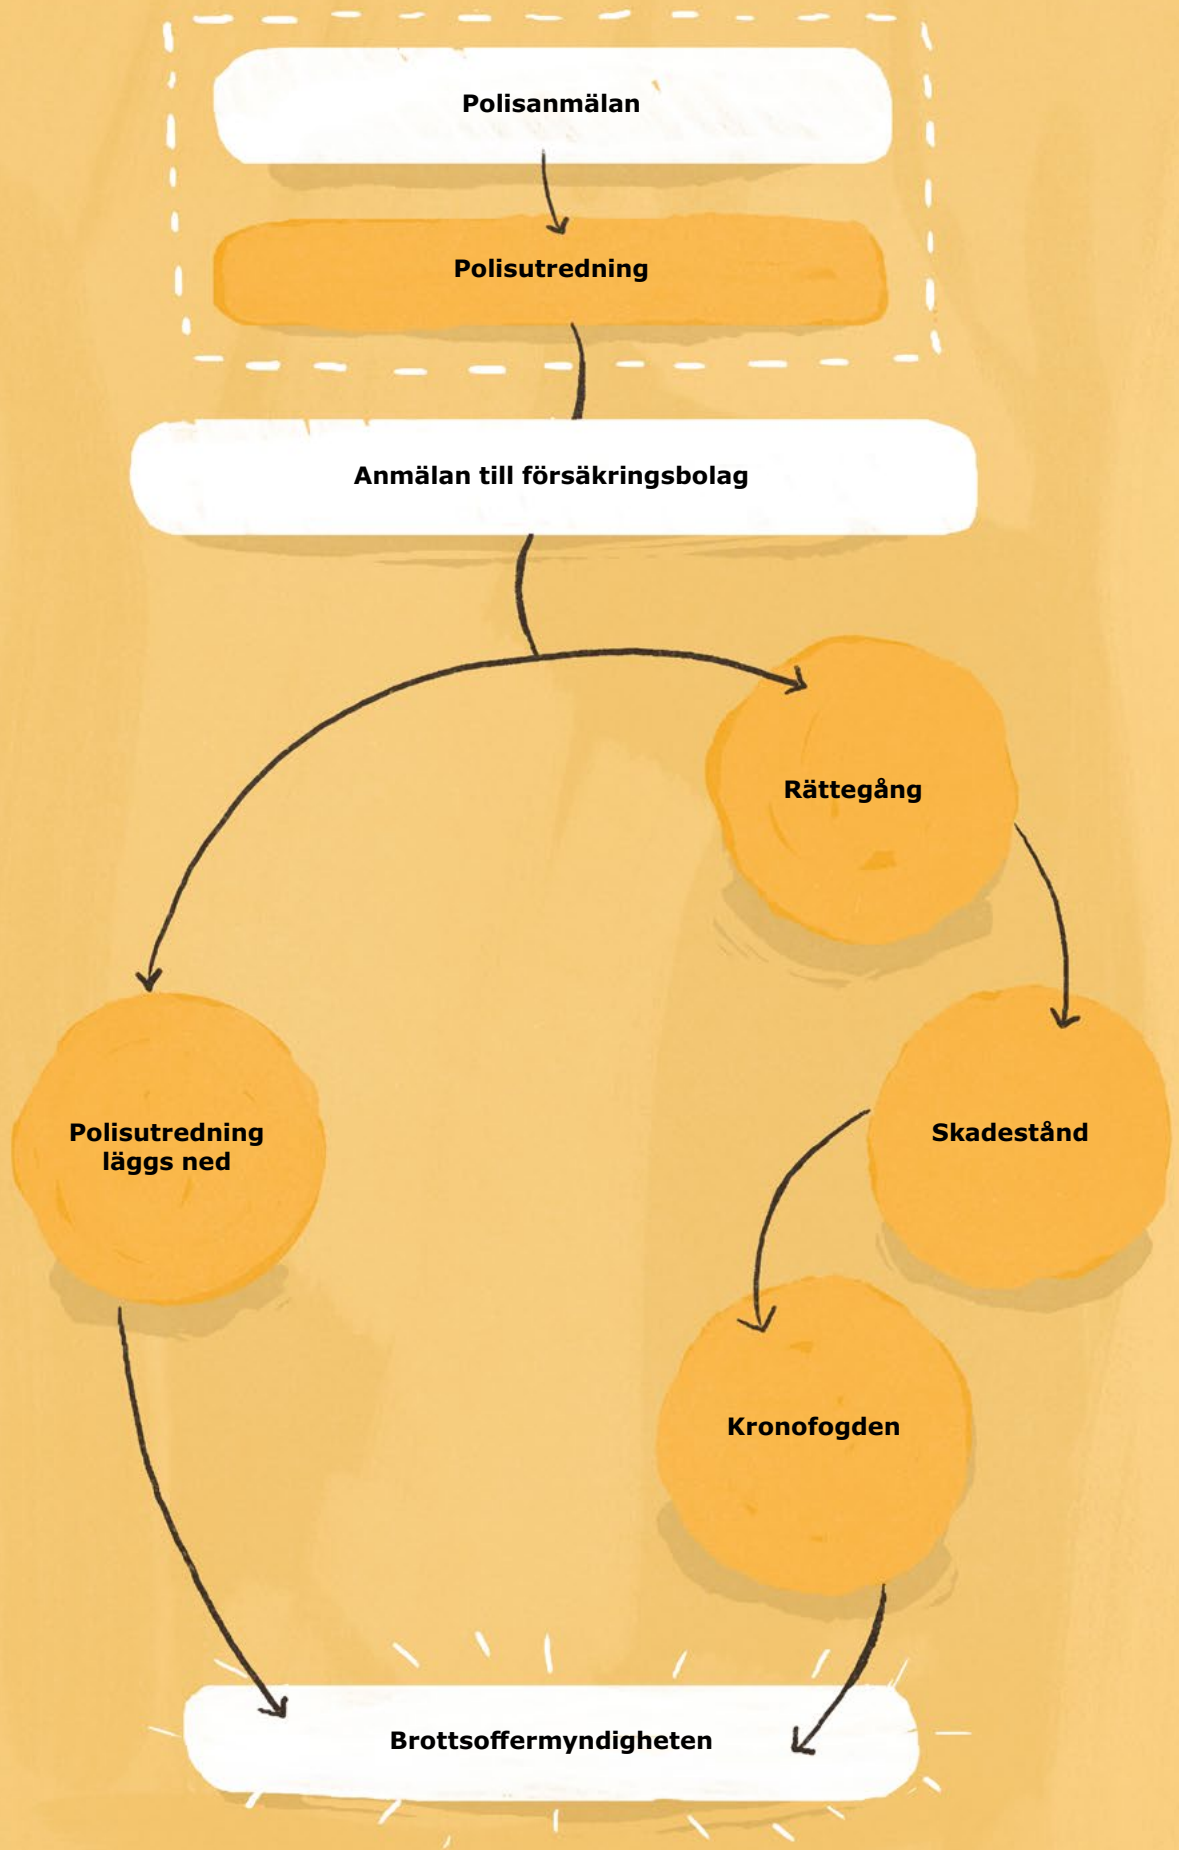 Polisanmälan
Polisutredning
Anmälan till försäkringsbolag
Rättegång
Polisutredning
läggs ned
Skadestånd
Kronofogden
Brottsoffermyndigheten